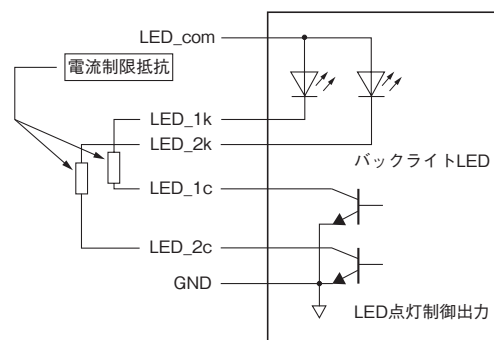 LED_com
電流制限抵抗
LED_1k
LED_2k
バックライトLED
LED_1c
LED_2c
GND
LED点灯制御出力